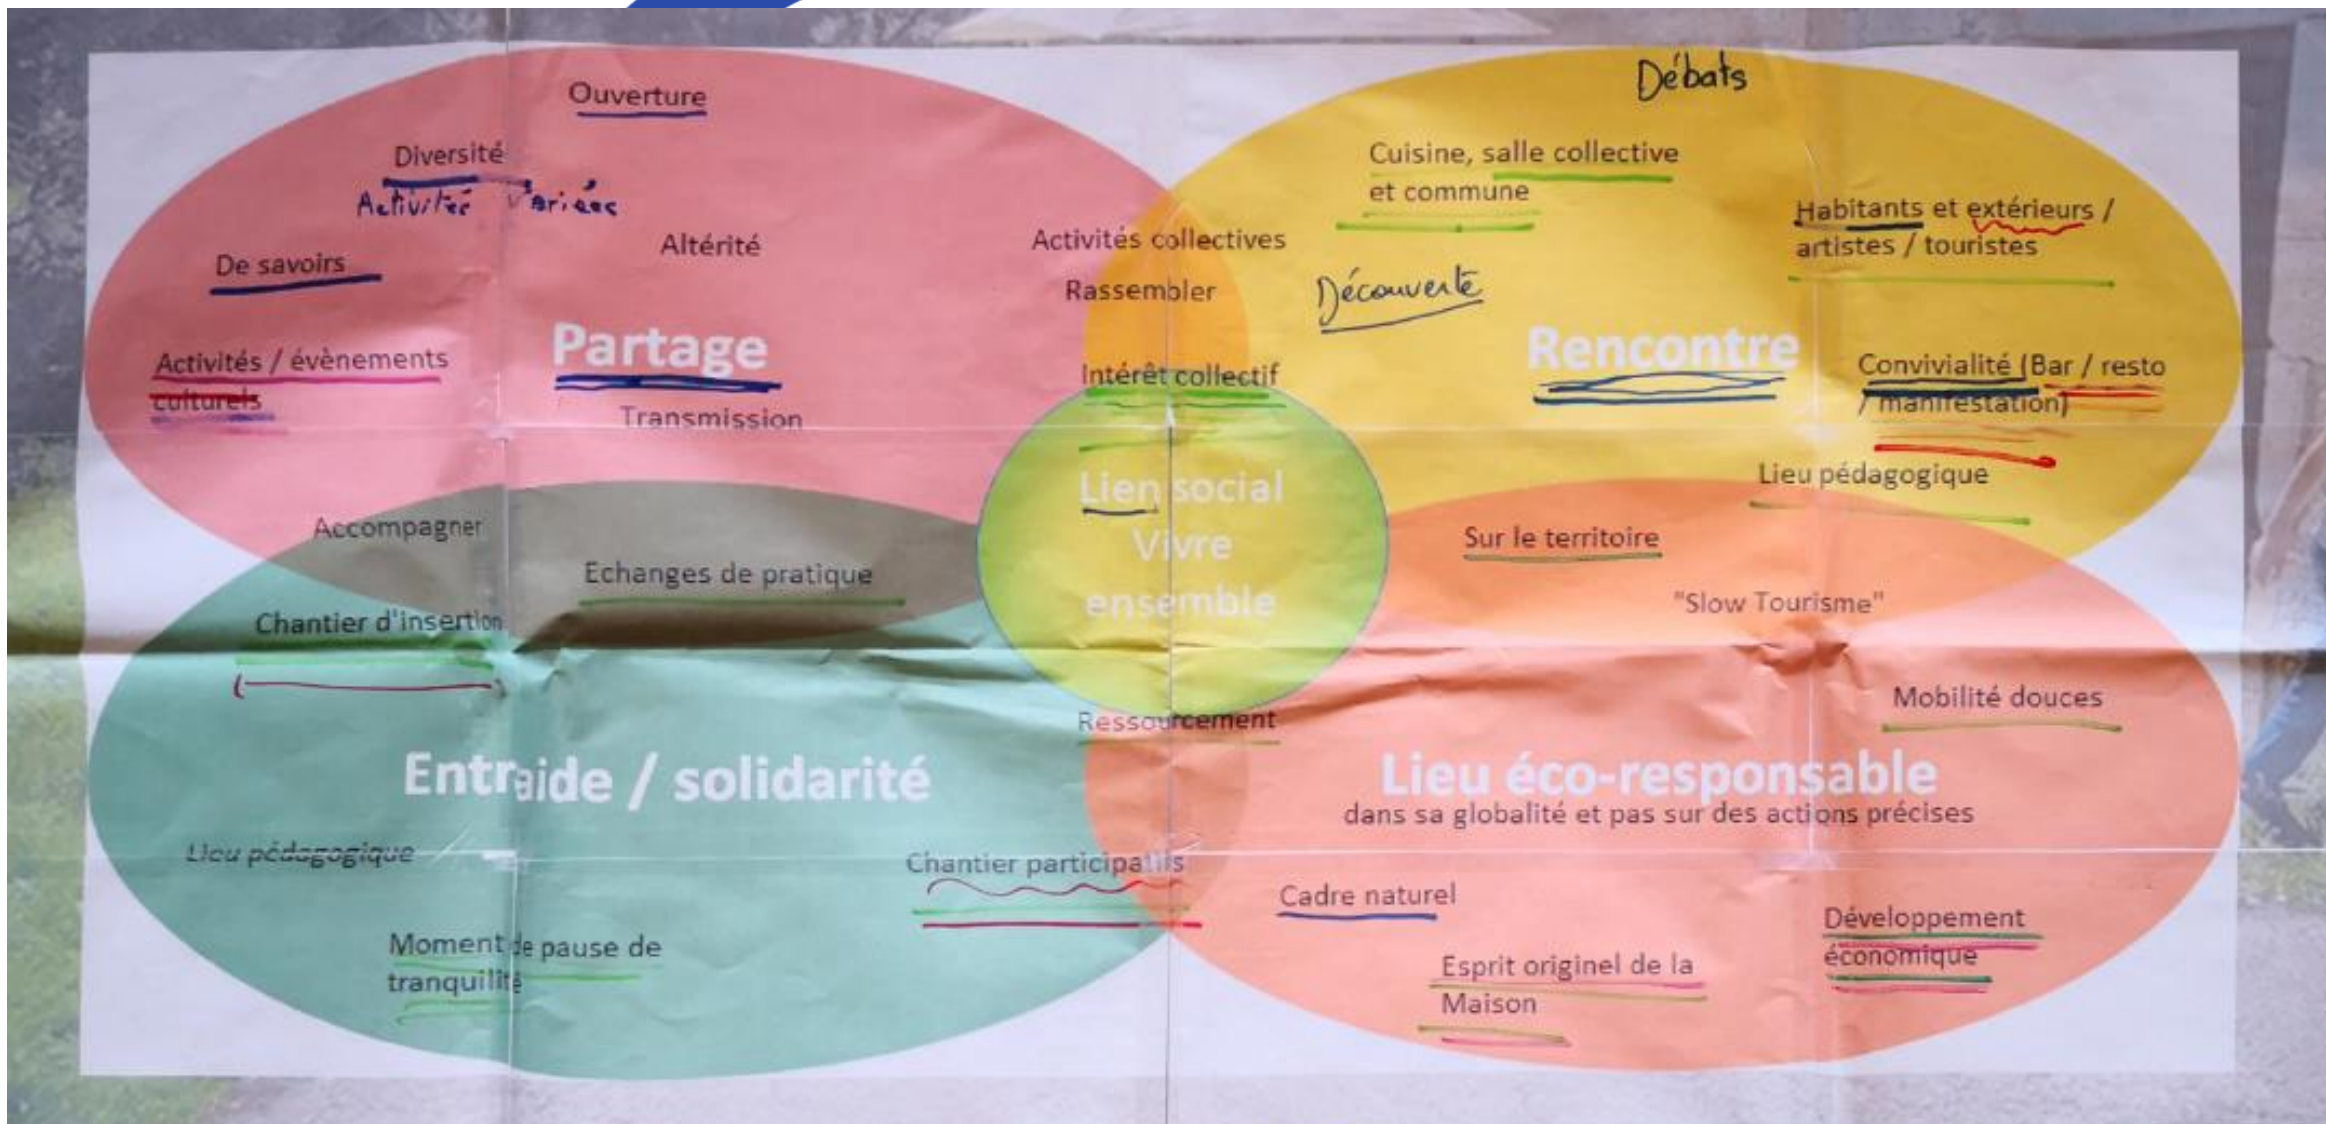 Ouverture
Diversité
Activités variées
De savoirs
Altérité
Activités / évènements
culturels
Partage
Transmission
Activités collectives
Rassembler
Intérêt collectif
Débats
Cuisine, salle collective
et commune
Habitants et extérieurs /
artistes / touristes
Découverte
Rencontre
Convivialité (Bar / resto
/ manifestation)
Lieu pédagogique
Lien social
Vivre
ensemble
Sur le territoire
"Slow Tourisme"
Accompagner
Echanges de pratique
Chantier d'insertion
Ressourcement
Entraide / solidarité
Lieu pédagogique
Chantier participatifs
Moment de pause de
tranquilité
Mobilité douces
Lieu éco-responsable
dans sa globalité et pas sur des actions précises
Cadre naturel
Esprit originel de la
Maison
Développement
économique